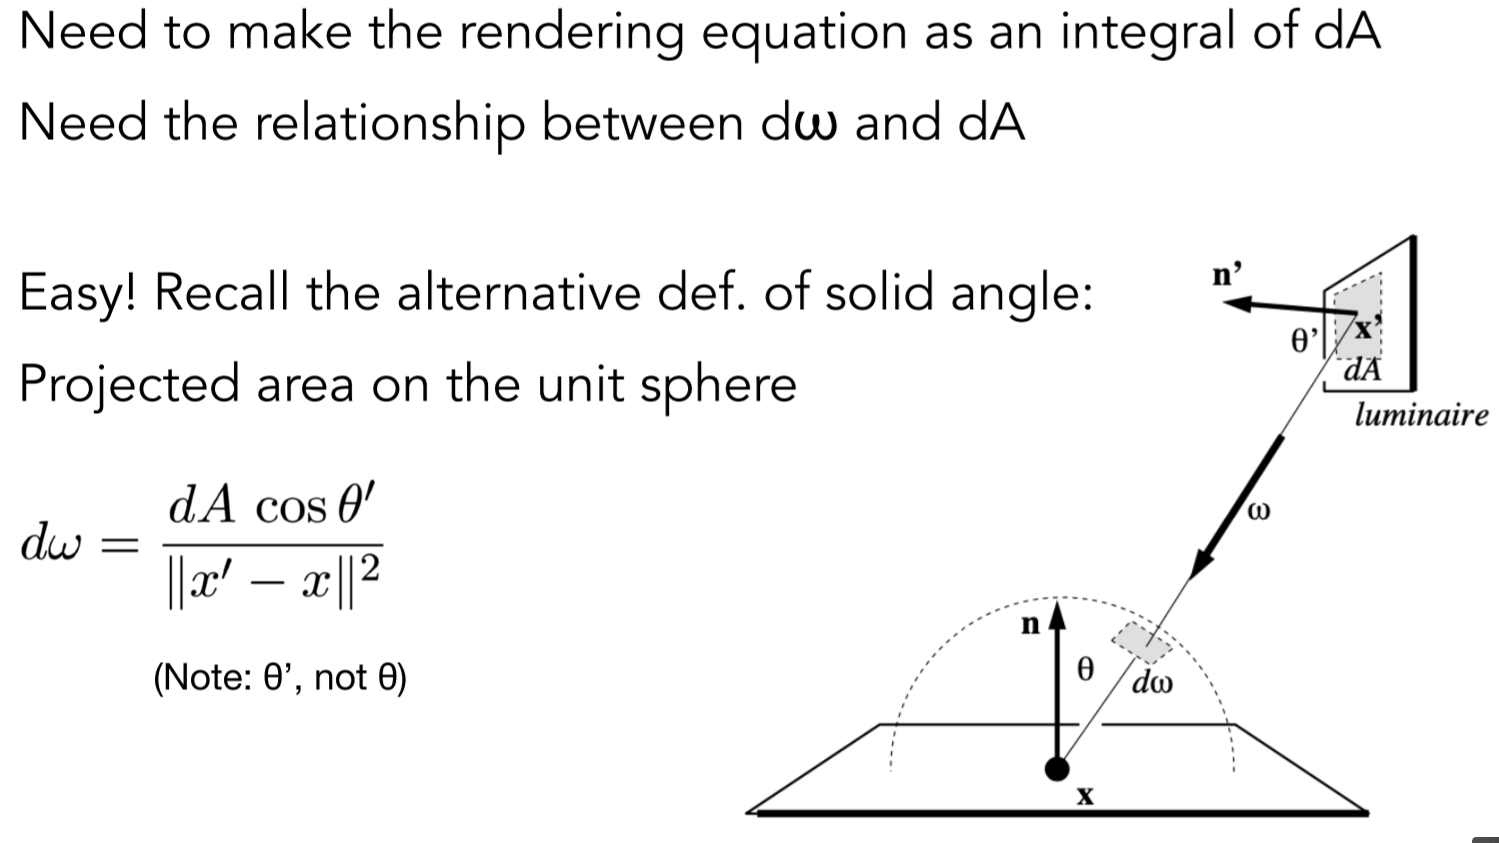 Need to make the rendering equation as an integral of dA
Need the relationship between dω and dA
Easy! Recall the alternative def. of solid angle:
Projected area on the unit sphere
dω = dA cos θ′ / ||x′ − x||²
(Note: θ’, not θ)
n’
θ’
x’
dA
luminaire
ω
n
θ
dω
x